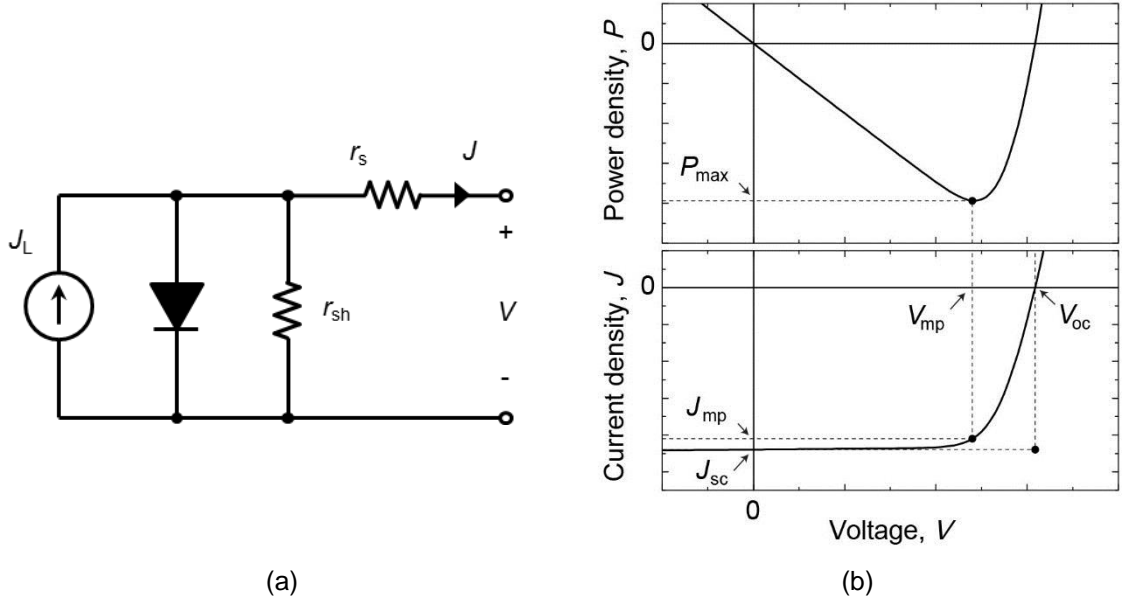 r_s
J
J_L
+
r_sh
V
-
(a)
Power density, P
0
P_max
Current density, J
0
V_mp
V_oc
J_mp
J_sc
0
Voltage, V
(b)